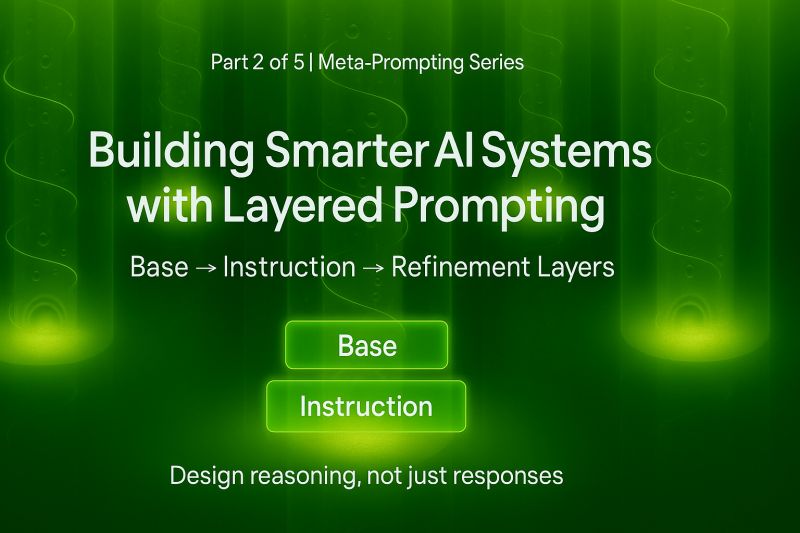 Part 2 of 5 | Meta-Prompting Series
Building Smarter AI Systems
with Layered Prompting
Base → Instruction → Refinement Layers
Base
Instruction
Design reasoning, not just responses